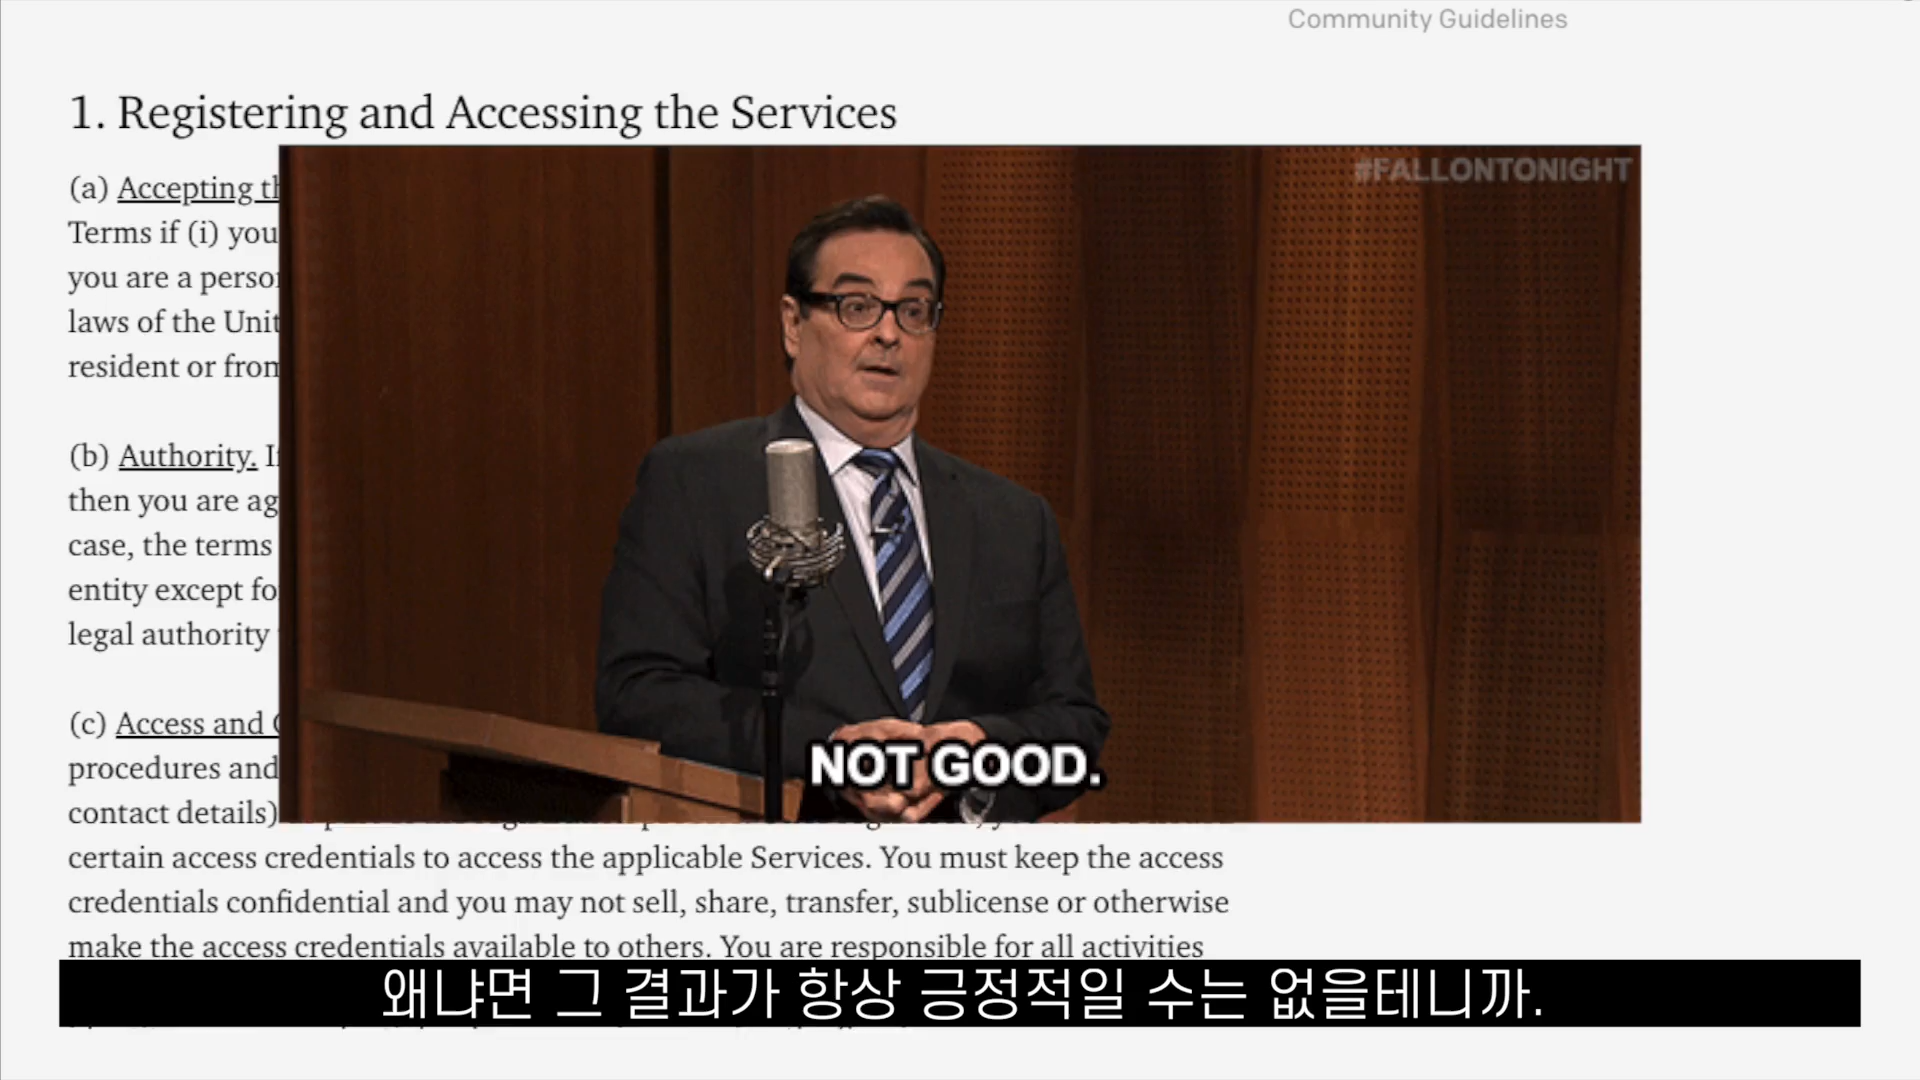 Community Guidelines
1. Registering and Accessing the Services
#FALLONTONIGHT
(a) Accepting
Terms if (i) you
you are a
laws of the
resident or
(b) Authority.
then you are
case, the terms
entity except
legal authority
(c) Access and
procedures and
contact details)
NOT GOOD.
certain access credentials to access the applicable Services. You must keep the access
credentials confidential and you may not sell, share, transfer, sublicense or otherwise
make the access credentials available to others. You are responsible for all activities
왜냐면 그 결과가 항상 긍정적일 수는 없을테니까.